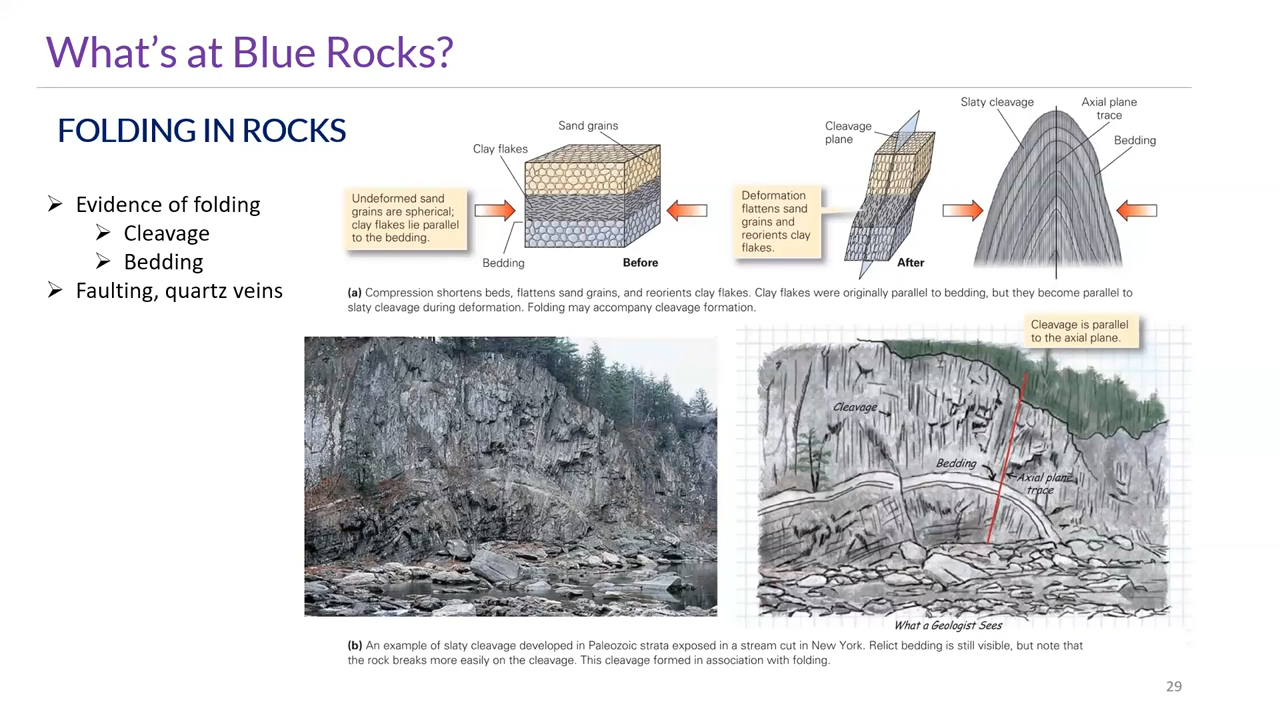 What's at Blue Rocks?
FOLDING IN ROCKS
➢ Evidence of folding
➢ Cleavage
➢ Bedding
➢ Faulting, quartz veins
Sand grains
Clay flakes
Undeformed sand
grains are spherical;
clay flakes lie parallel
to the bedding.
Bedding
Before
Cleavage
plane
Deformation
flattens sand
grains and
reorients clay
flakes.
After
Slaty cleavage
Axial plane
trace
Bedding
(a) Compression shortens beds, flattens sand grains, and reorients clay flakes. Clay flakes were originally parallel to bedding, but they become parallel to
slaty cleavage during deformation. Folding may accompany cleavage formation.
Cleavage is parallel
to the axial plane.
Cleavage
Bedding
Axial plane
trace
What a Geologist Sees
(b) An example of slaty cleavage developed in Paleozoic strata exposed in a stream cut in New York. Relict bedding is still visible, but note that
the rock breaks more easily on the cleavage. This cleavage formed in association with folding.
29